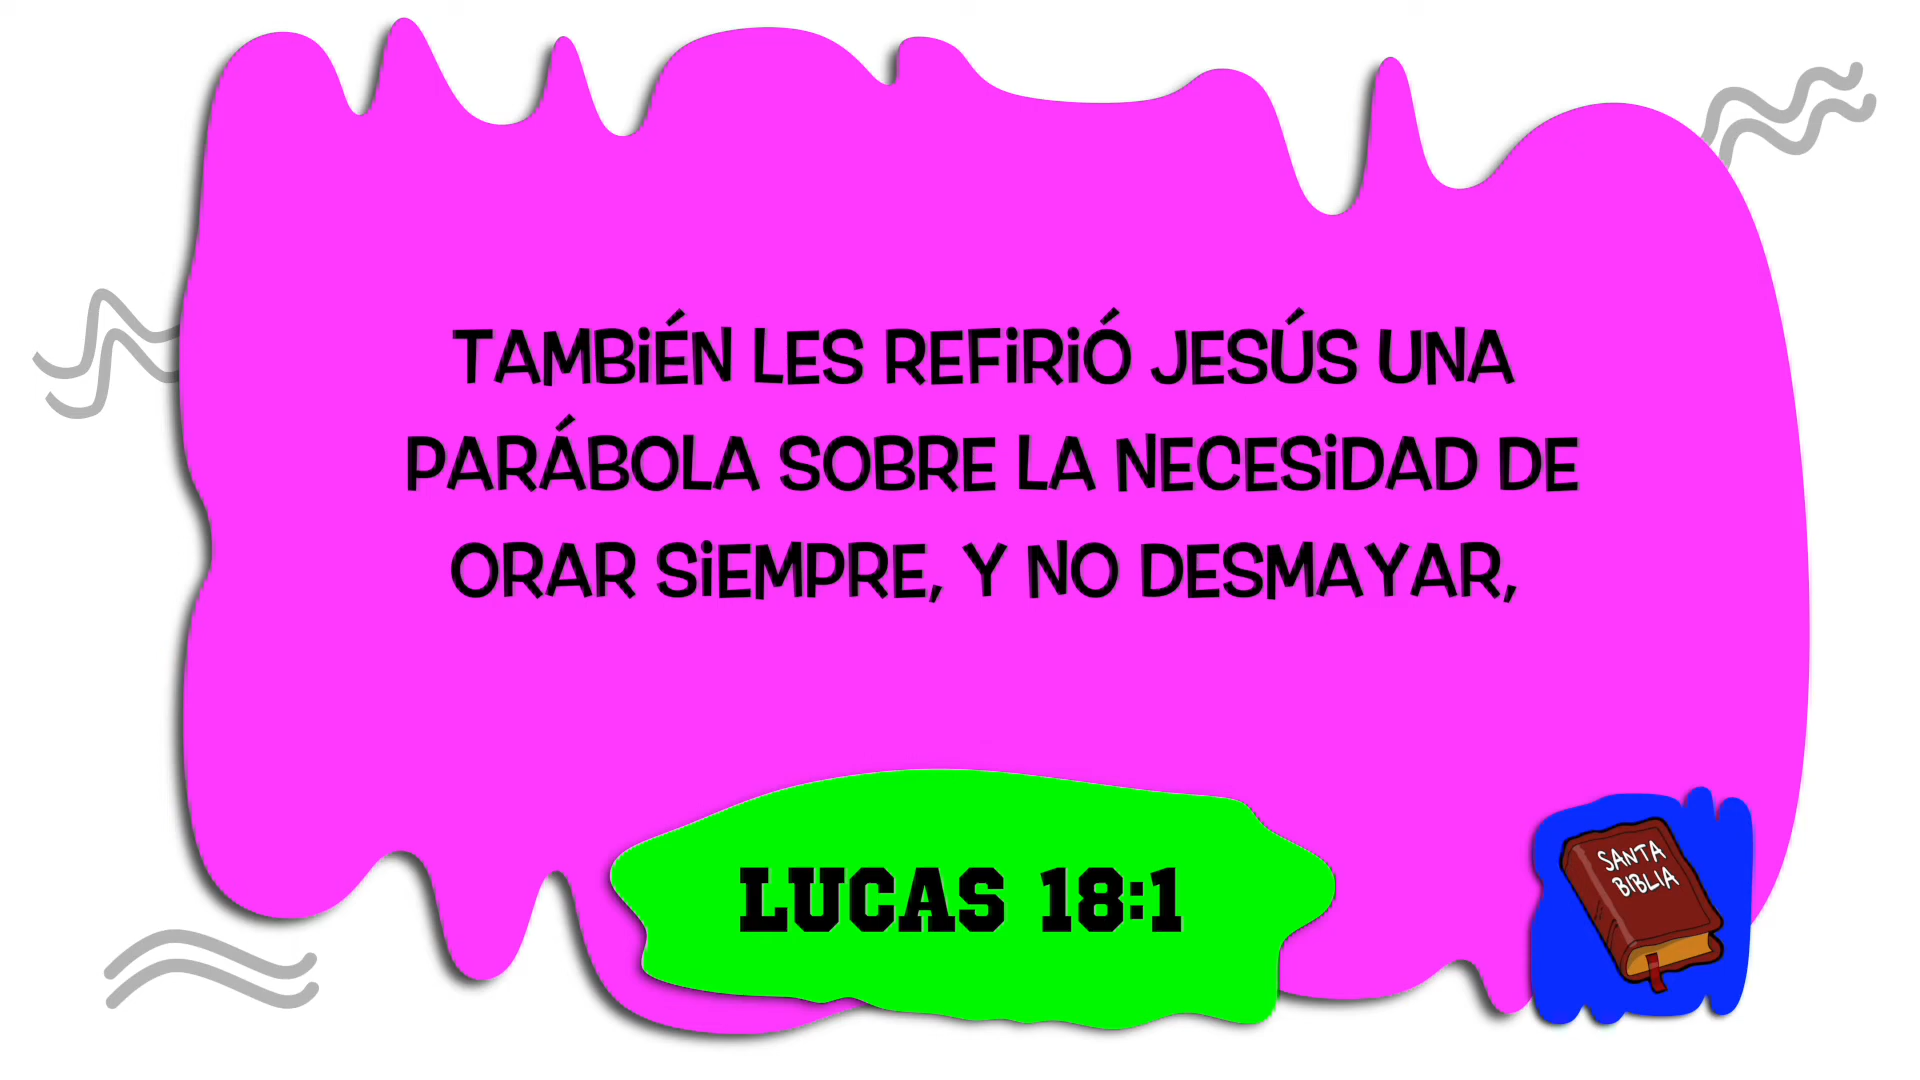 TAMBiÉN LES REFiRiÓ JESÚS UNA
PARÁBOLA SOBRE LA NECESiDAD DE
ORAR SiEMPRE, Y NO DESMAYAR,
LUCAS 18:1
SANTA
BIBLIA